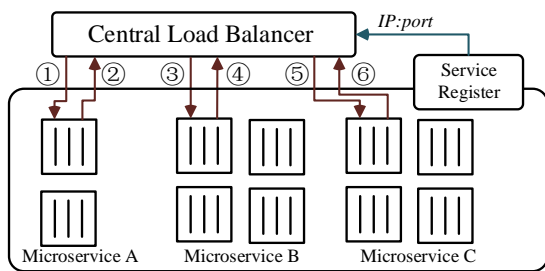 Central Load Balancer
IP:port
① ② ③ ④ ⑤ ⑥
Service
Register
Microservice A Microservice B Microservice C